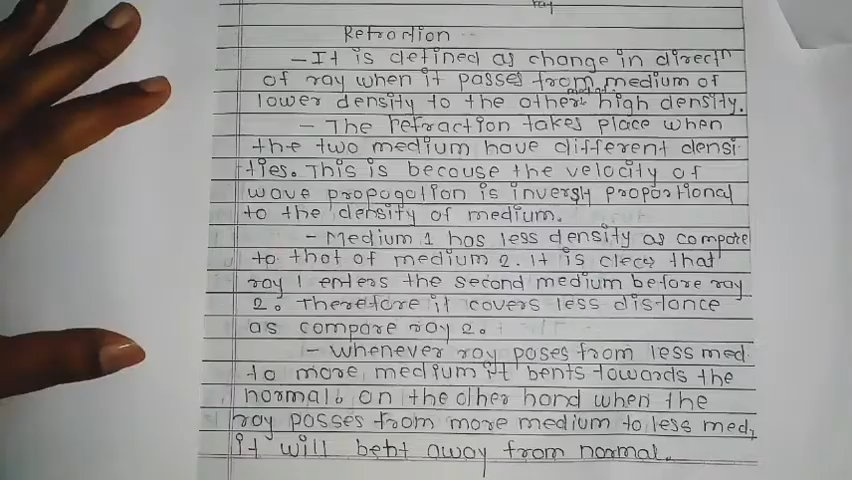 ray
Refraction
- It is defined as change in directn
of ray when it passes from medium of
lower density to the other high density.
- The refraction takes place when
the two medium have different densi
ties. This is because the velocity of
wave propagation is inversly proportional
to the density of medium.
- Medium 1 has less density as compare
to that of medium 2. It is clear that
ray 1 enters the second medium before ray
2. Therefore it covers less distance
as compare ray 2.
- Whenever ray poses from less med.
to more medium it bents towards the
normal. on the other hand when the
ray posses from more medium to less med,
it will bent away from normal.